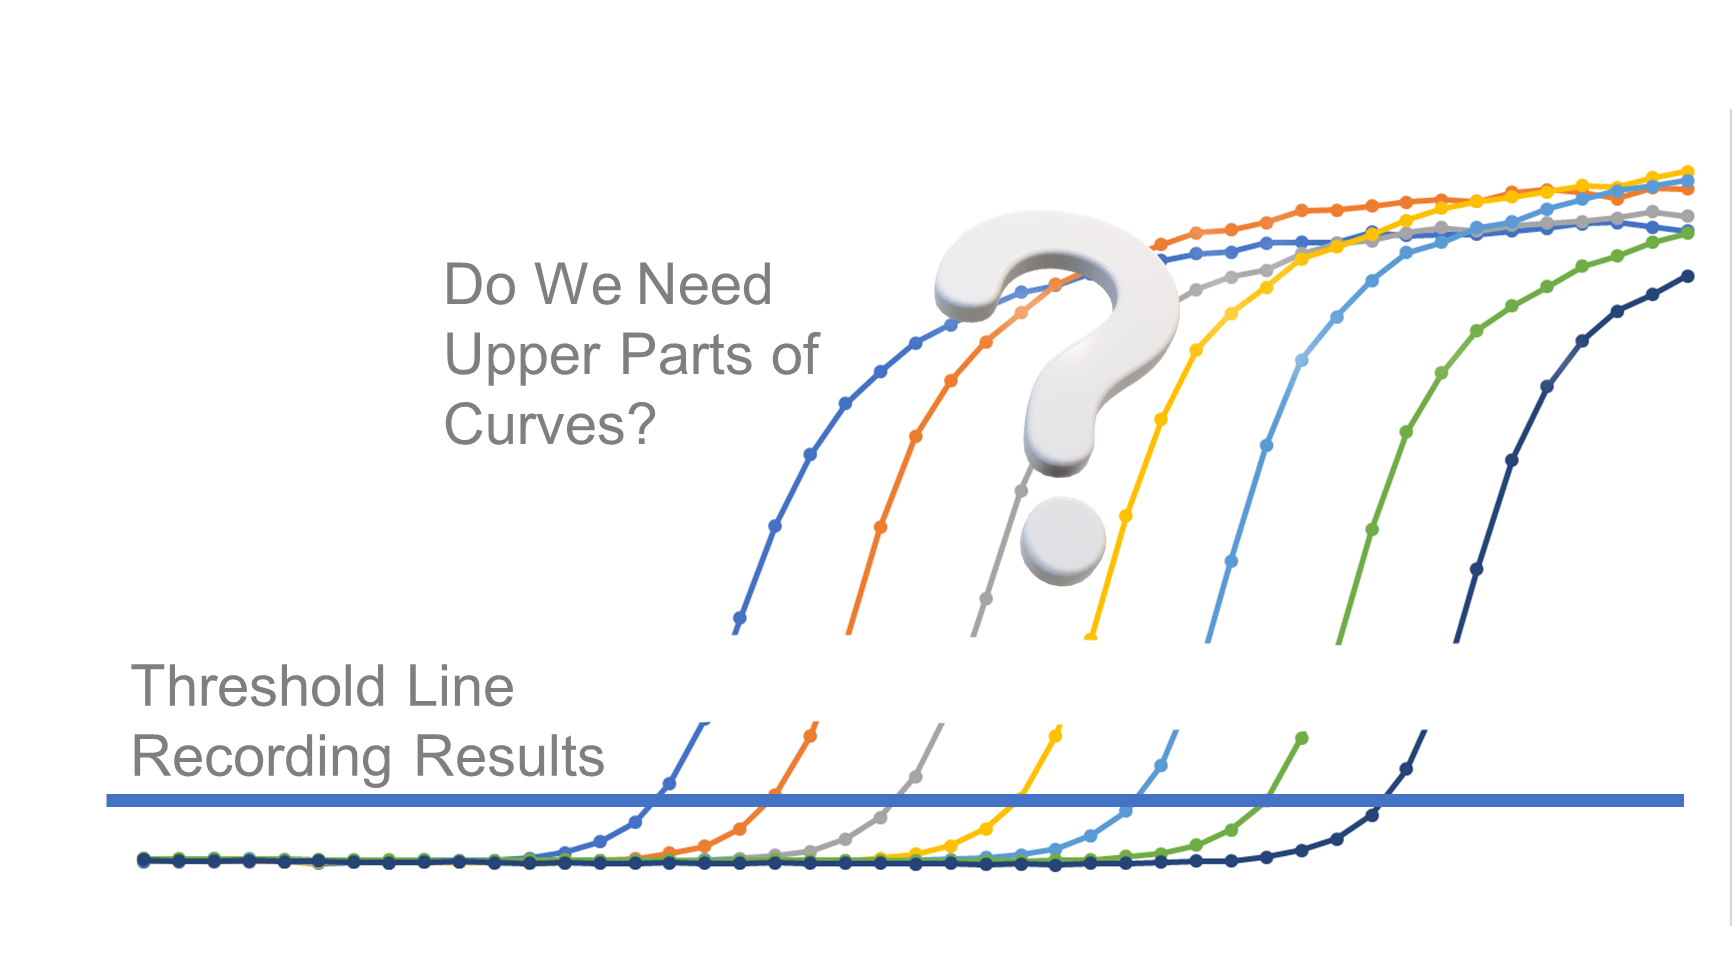 Do We Need
Upper Parts of
Curves?
Threshold Line
Recording Results